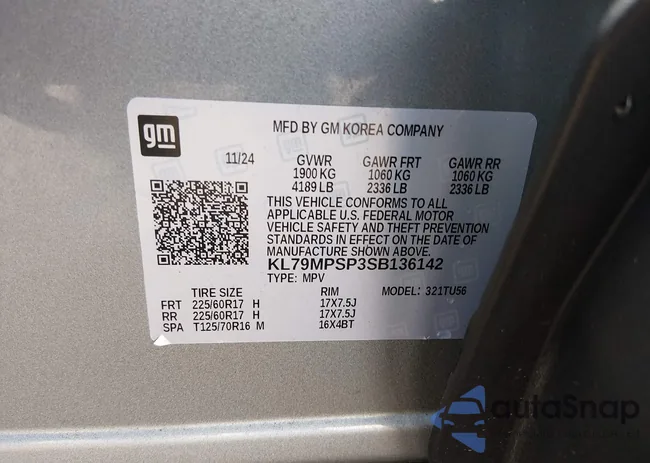 gm
MFD BY GM KOREA COMPANY
11/24 GVWR GAWR FRT GAWR RR
1900 KG 1060 KG 1060 KG
4189 LB 2336 LB 2336 LB
THIS VEHICLE CONFORMS TO ALL
APPLICABLE U.S. FEDERAL MOTOR
VEHICLE SAFETY AND THEFT PREVENTION
STANDARDS IN EFFECT ON THE DATE OF
MANUFACTURE SHOWN ABOVE.
KL79MPSP3SB136142
TYPE: MPV MODEL: 321TU56
TIRE SIZE RIM
FRT 225/60R17 H 17X7.5J
RR 225/60R17 H 17X7.5J
SPA T125/70R16 M 16X4BT
autoSnap